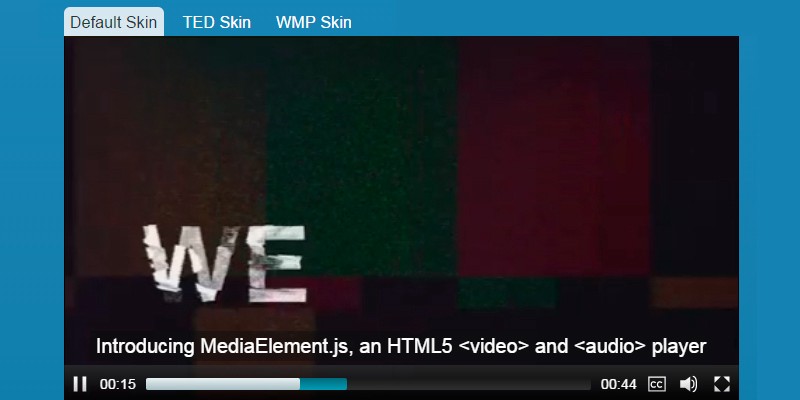 Default Skin TED Skin WMP Skin
WE
Introducing MediaElement.js, an HTML5 <video> and <audio> player
00:15 00:44 CC